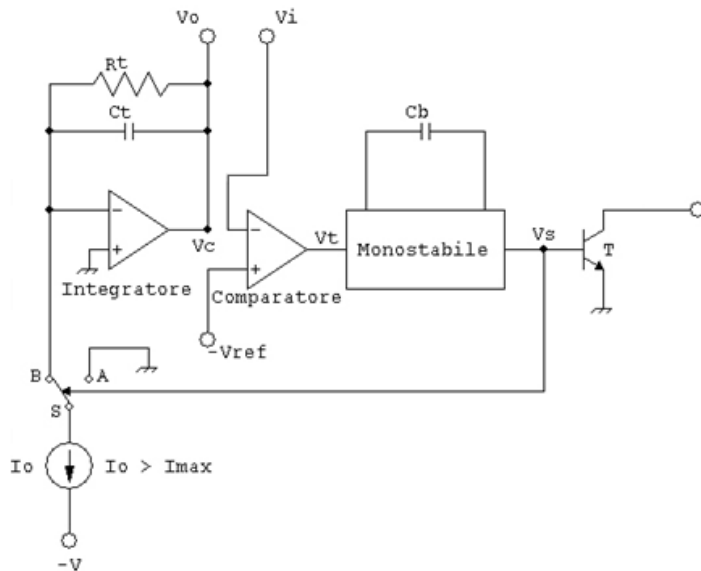 Vo Vi
Rt
Ct
Cb
-
+
Vc
Integratore
-
+
Vt
Comparatore
Monostabile
Vs
T
-Vref
B A
S
Io Io > Imax
-V